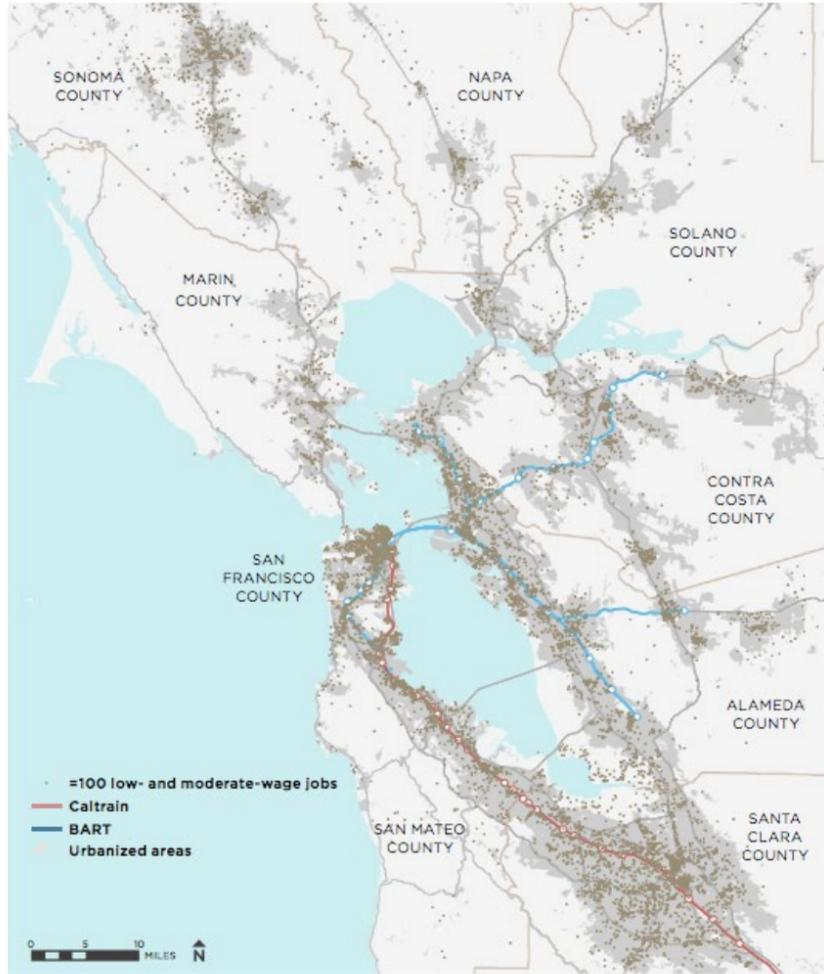 SONOMA
COUNTY
NAPA
COUNTY
SOLANO
COUNTY
MARIN
COUNTY
CONTRA
COSTA
COUNTY
SAN
FRANCISCO
COUNTY
ALAMEDA
COUNTY
=100 low- and moderate-wage jobs
Caltrain
BART
Urbanized areas
SAN MATEO
COUNTY
SANTA
CLARA
COUNTY
0 5 10
MILES N